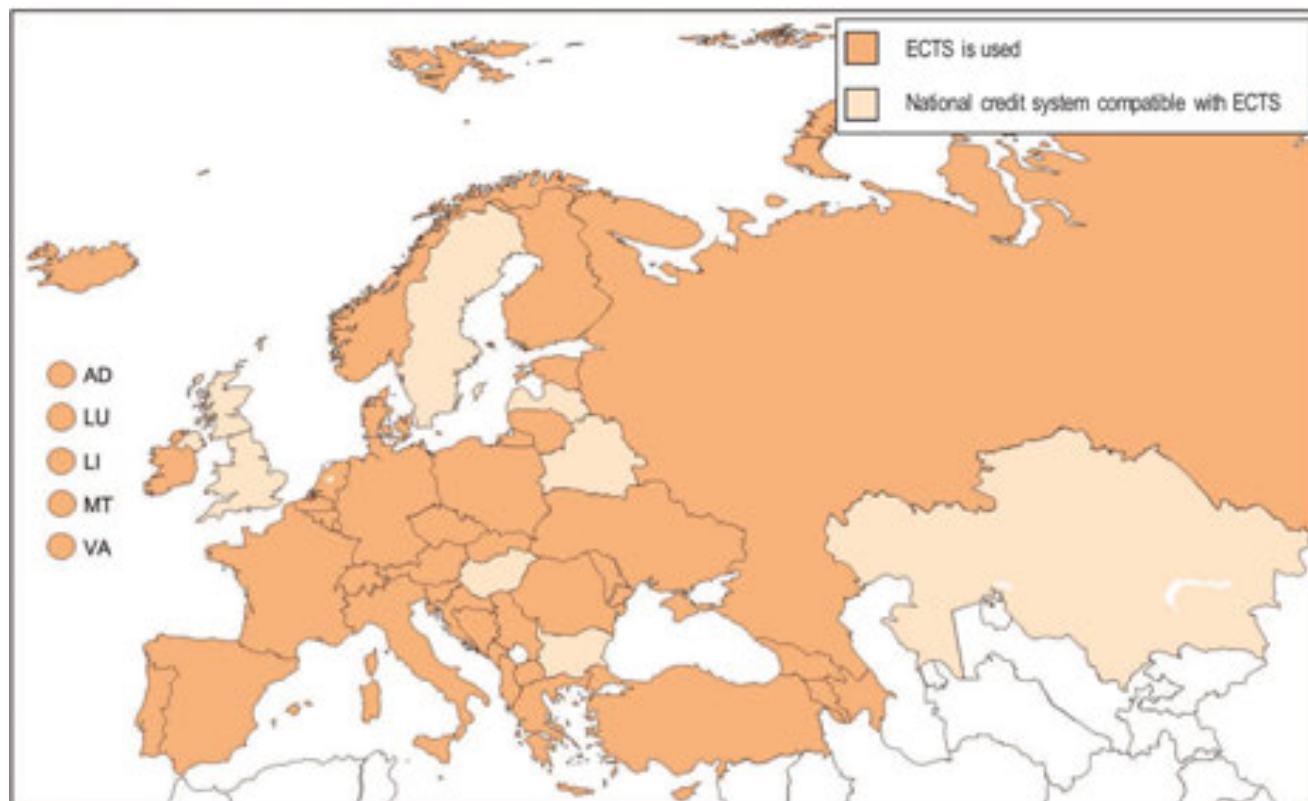 ECTS is used
National credit system compatible with ECTS
AD
LU
LI
MT
VA